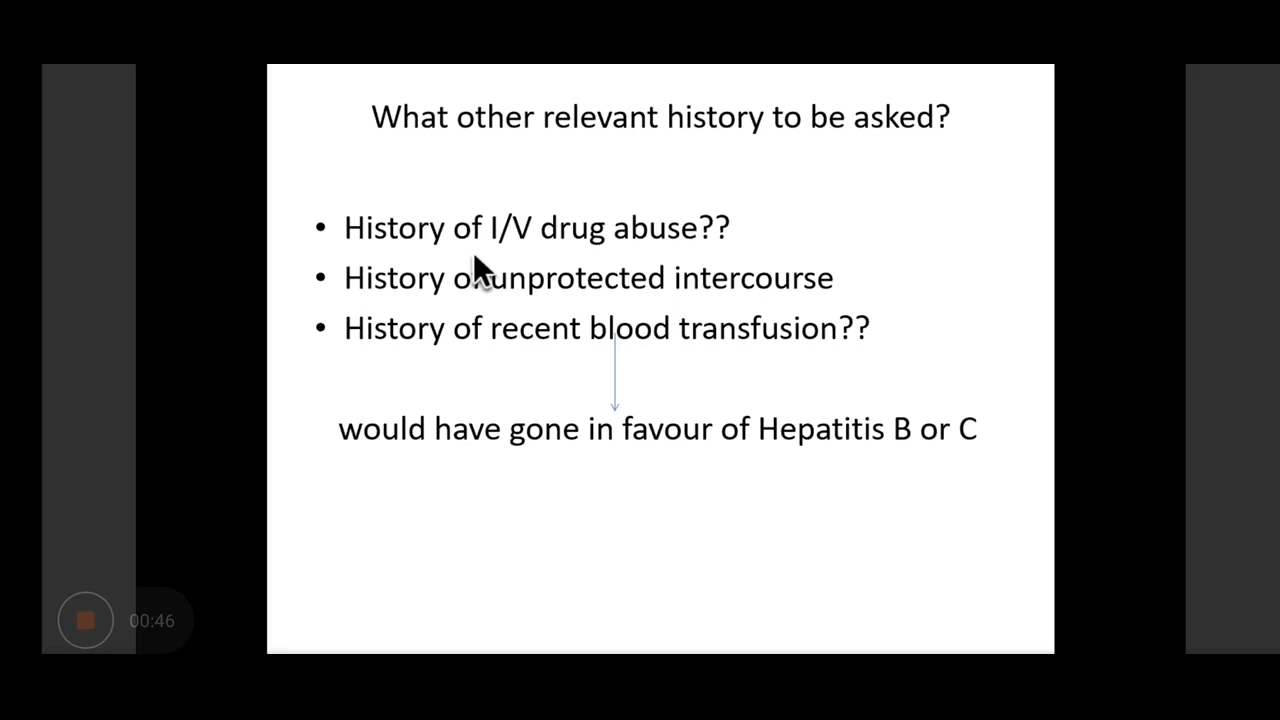 What other relevant history to be asked?
• History of I/V drug abuse??
• History of unprotected intercourse
• History of recent blood transfusion??
would have gone in favour of Hepatitis B or C
00:46